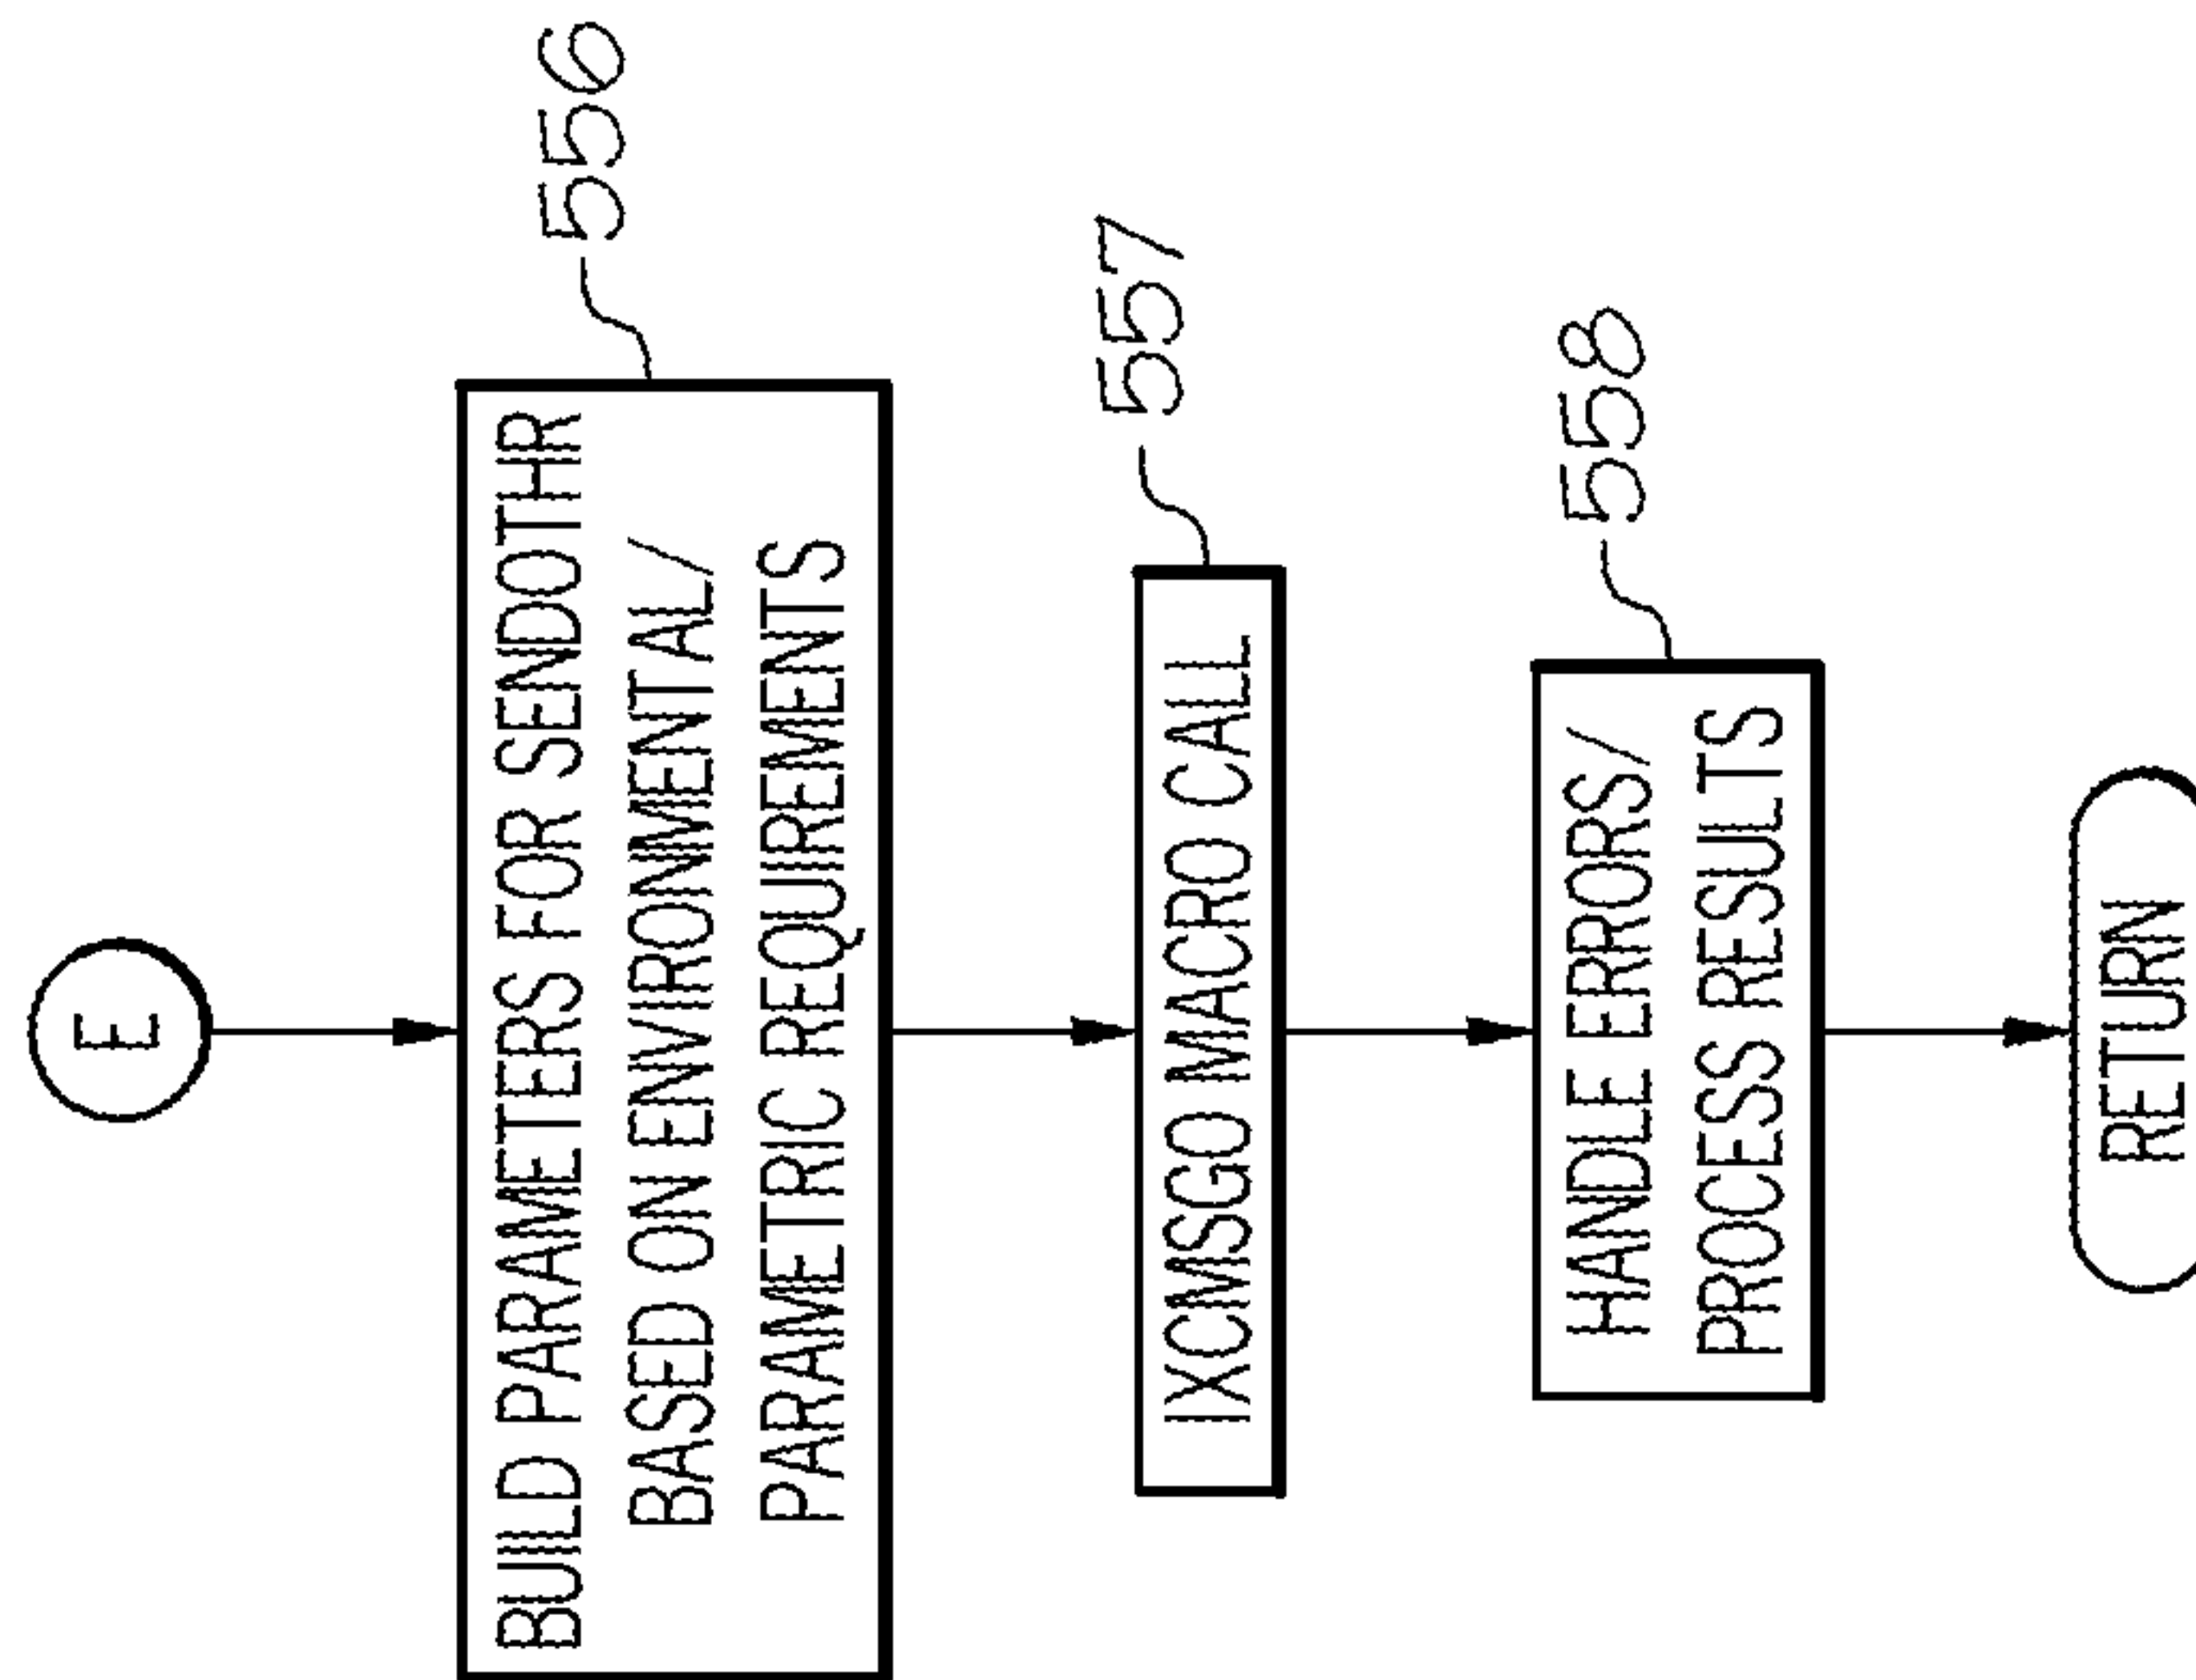 E
BUILD PARAMETERS FOR SENDOTHR
BASED ON ENVIRONMENTAL/
PARAMETRIC REQUIREMENTS
556
IXCMSGO MACRO CALL
557
HANDLE ERRORS/
PROCESS RESULTS
558
RETURN